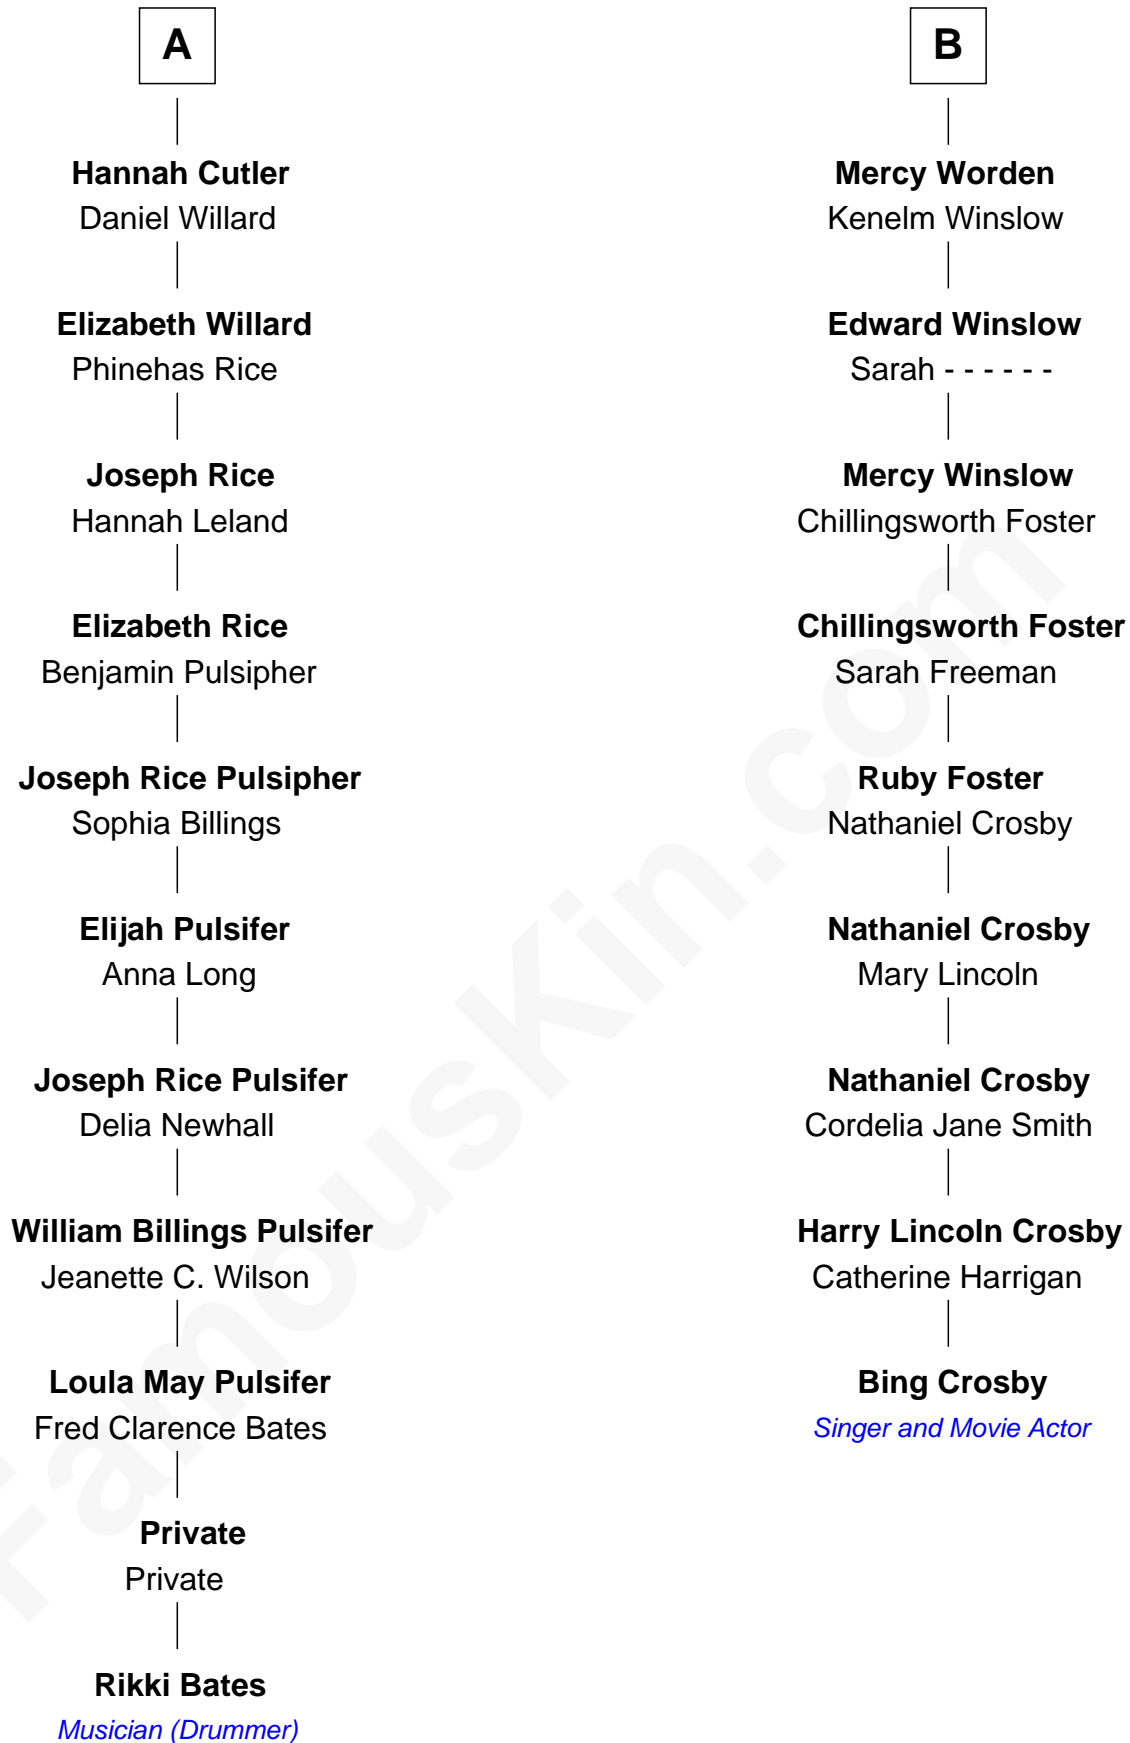 A
Hannah Cutler
Daniel Willard
Elizabeth Willard
Phinehas Rice
Joseph Rice
Hannah Leland
Elizabeth Rice
Benjamin Pulsipher
Joseph Rice Pulsipher
Sophia Billings
Elijah Pulsifer
Anna Long
Joseph Rice Pulsifer
Delia Newhall
William Billings Pulsifer
Jeanette C. Wilson
Loula May Pulsifer
Fred Clarence Bates
Private
Private
Rikki Bates
Musician (Drummer)
B
Mercy Worden
Kenelm Winslow
Edward Winslow
Sarah - - - - - -
Mercy Winslow
Chillingsworth Foster
Chillingsworth Foster
Sarah Freeman
Ruby Foster
Nathaniel Crosby
Nathaniel Crosby
Mary Lincoln
Nathaniel Crosby
Cordelia Jane Smith
Harry Lincoln Crosby
Catherine Harrigan
Bing Crosby
Singer and Movie Actor
FamousKin.com